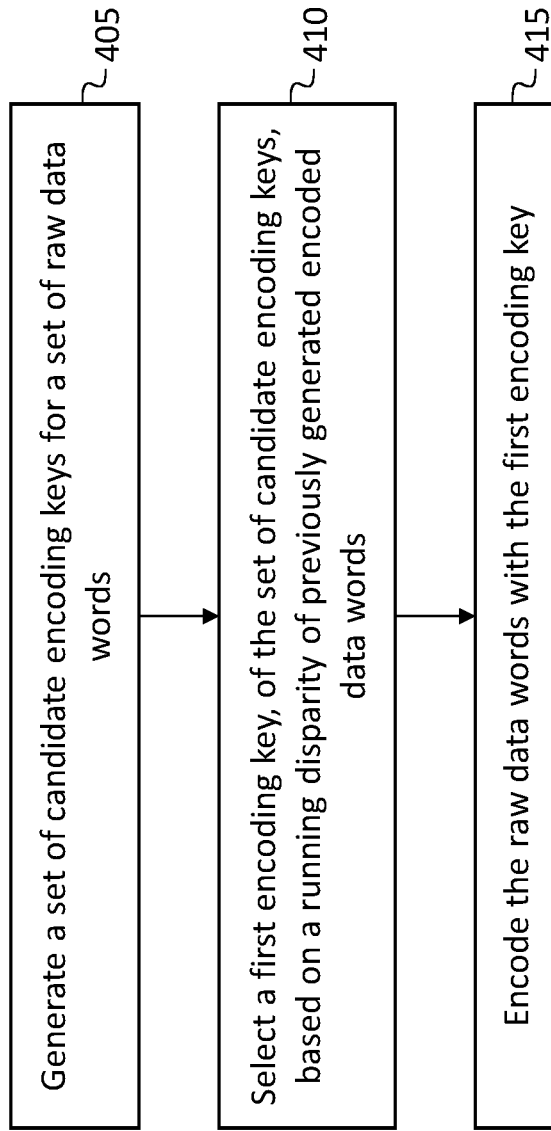 Generate a set of candidate encoding keys for a set of raw data
words
405
Select a first encoding key, of the set of candidate encoding keys,
based on a running disparity of previously generated encoded
data words
410
Encode the raw data words with the first encoding key
415